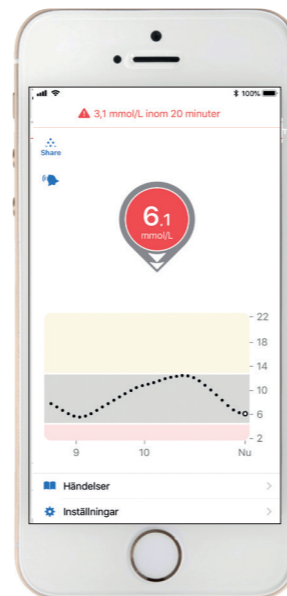 100%
3,1 mmol/L inom 20 minuter
Share
6.1
mmol/L
22
18
14
10
6
2
9 10 Nu
Händelser
Inställningar